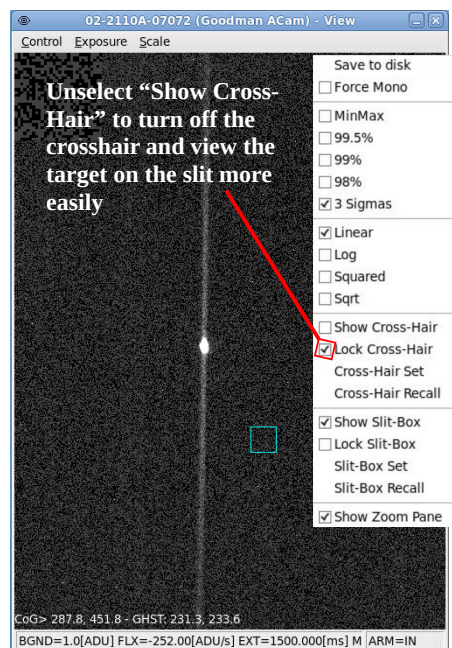 02-2110A-07072 (Goodman ACam) - View
Control Exposure Scale
Unselect “Show Cross-
Hair” to turn off the
crosshair and view the
target on the slit more
easily
Save to disk
Force Mono
MinMax
99.5%
99%
98%
3 Sigmas
Linear
Log
Squared
Sqrt
Show Cross-Hair
Lock Cross-Hair
Cross-Hair Set
Cross-Hair Recall
Show Slit-Box
Lock Slit-Box
Slit-Box Set
Slit-Box Recall
Show Zoom Pane
CoG> 287.8, 451.8 - GHST: 231.3, 233.6
BGND=1.0[ADU] FLX=-252.00[ADU/s] EXT=1500.000[ms] M ARM=IN